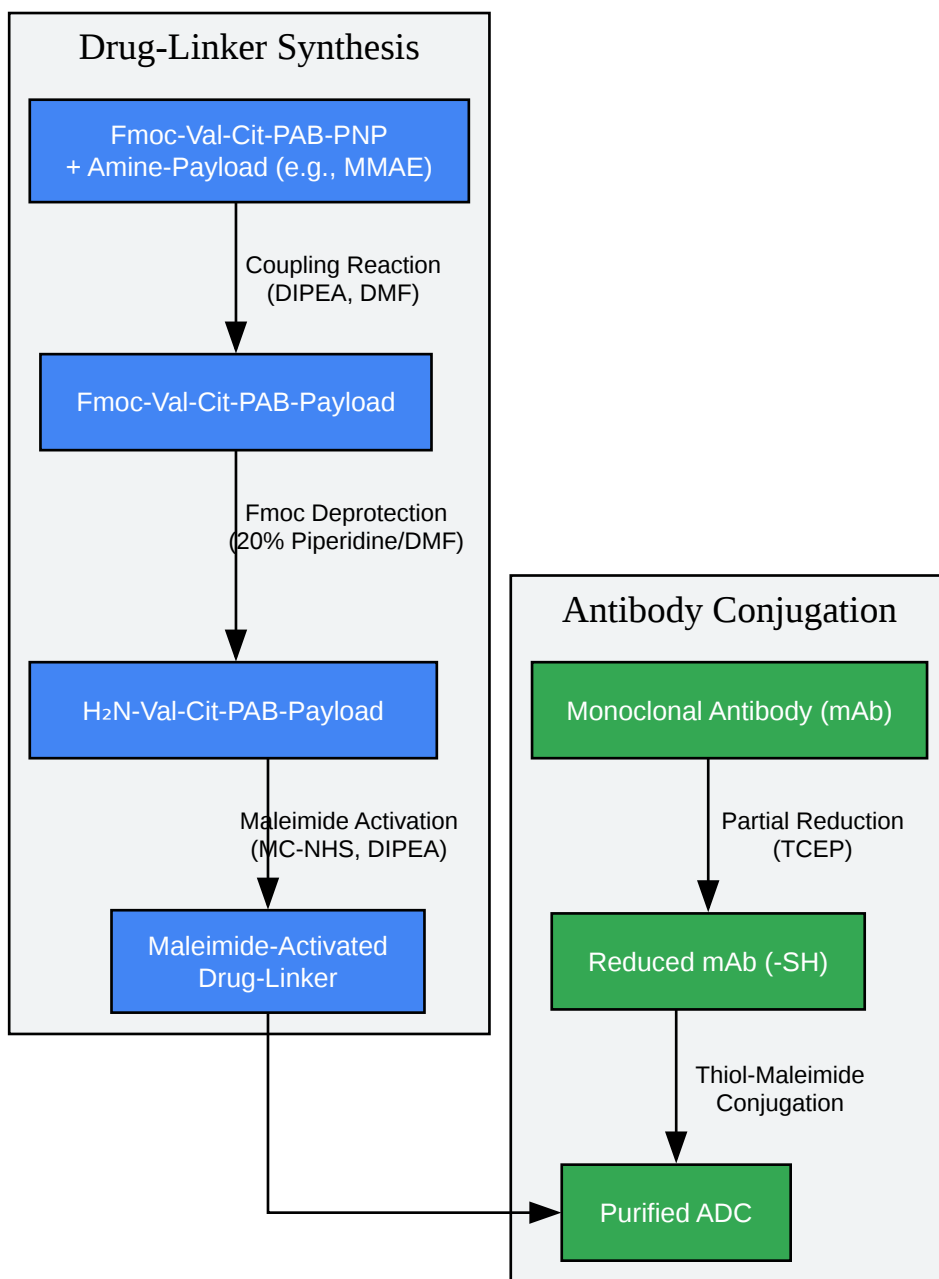 Drug-Linker Synthesis
Fmoc-Val-Cit-PAB-PNP
+ Amine-Payload (e.g., MMAE)
Coupling Reaction
(DIPEA, DMF)
Fmoc-Val-Cit-PAB-Payload
Fmoc Deprotection
(20% Piperidine/DMF)
H₂N-Val-Cit-PAB-Payload
Maleimide Activation
(MC-NHS, DIPEA)
Maleimide-Activated
Drug-Linker
Antibody Conjugation
Monoclonal Antibody (mAb)
Partial Reduction
(TCEP)
Reduced mAb (-SH)
Thiol-Maleimide
Conjugation
Purified ADC